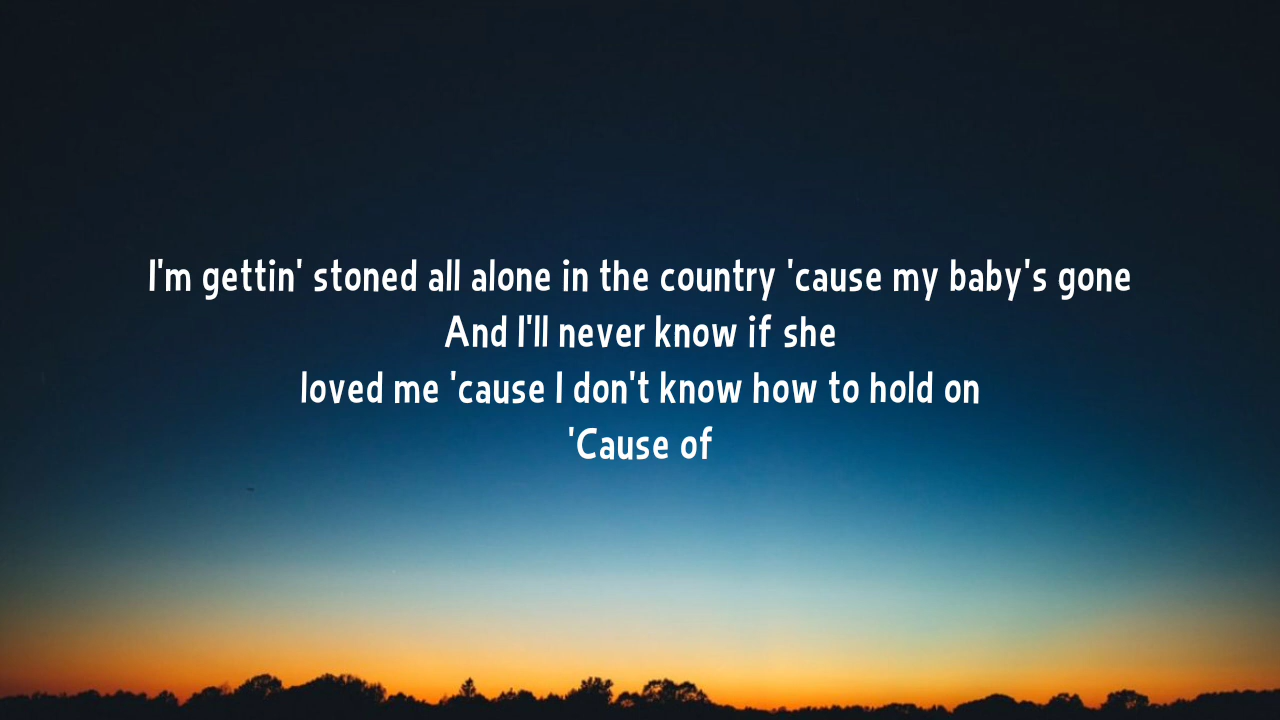 I'm gettin' stoned all alone in the country 'cause my baby's gone
And I'll never know if she
loved me 'cause I don't know how to hold on
'Cause of